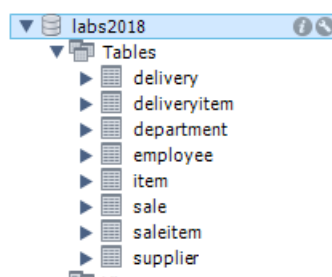 labs2018
Tables
delivery
deliveryitem
department
employee
item
sale
saleitem
supplier